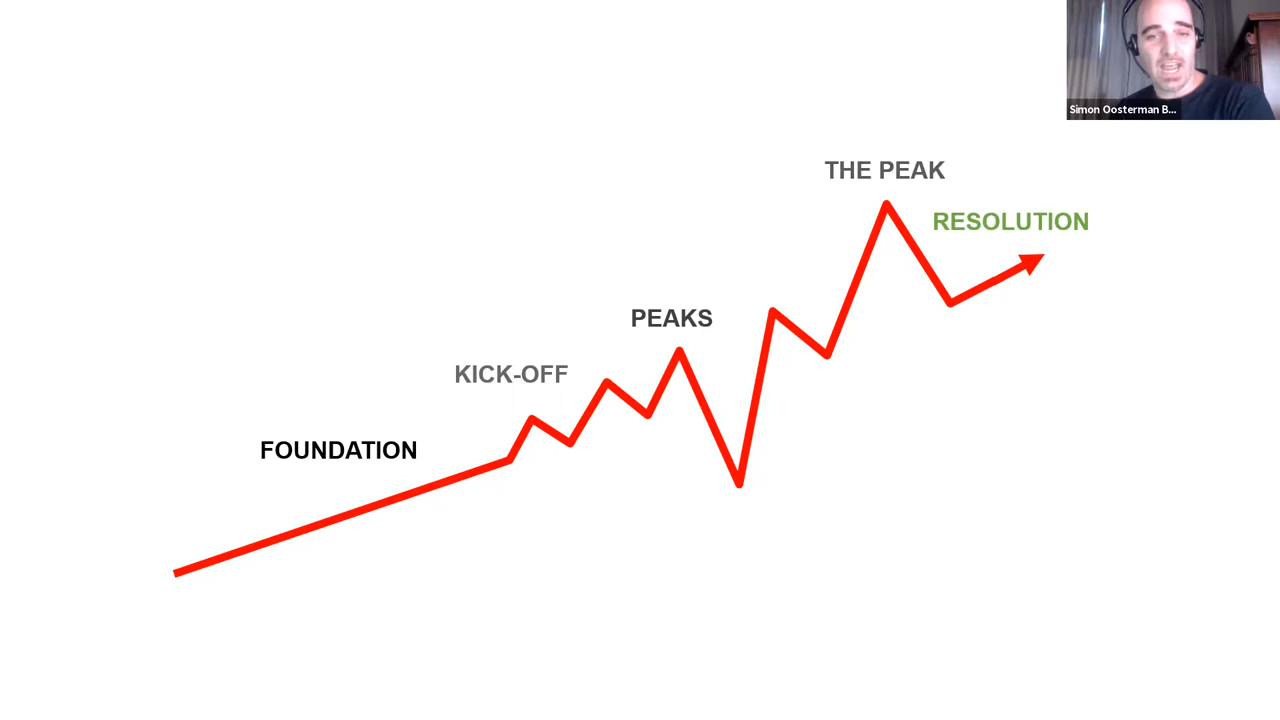 Simon Oosterman B...
THE PEAK
RESOLUTION
PEAKS
KICK-OFF
FOUNDATION